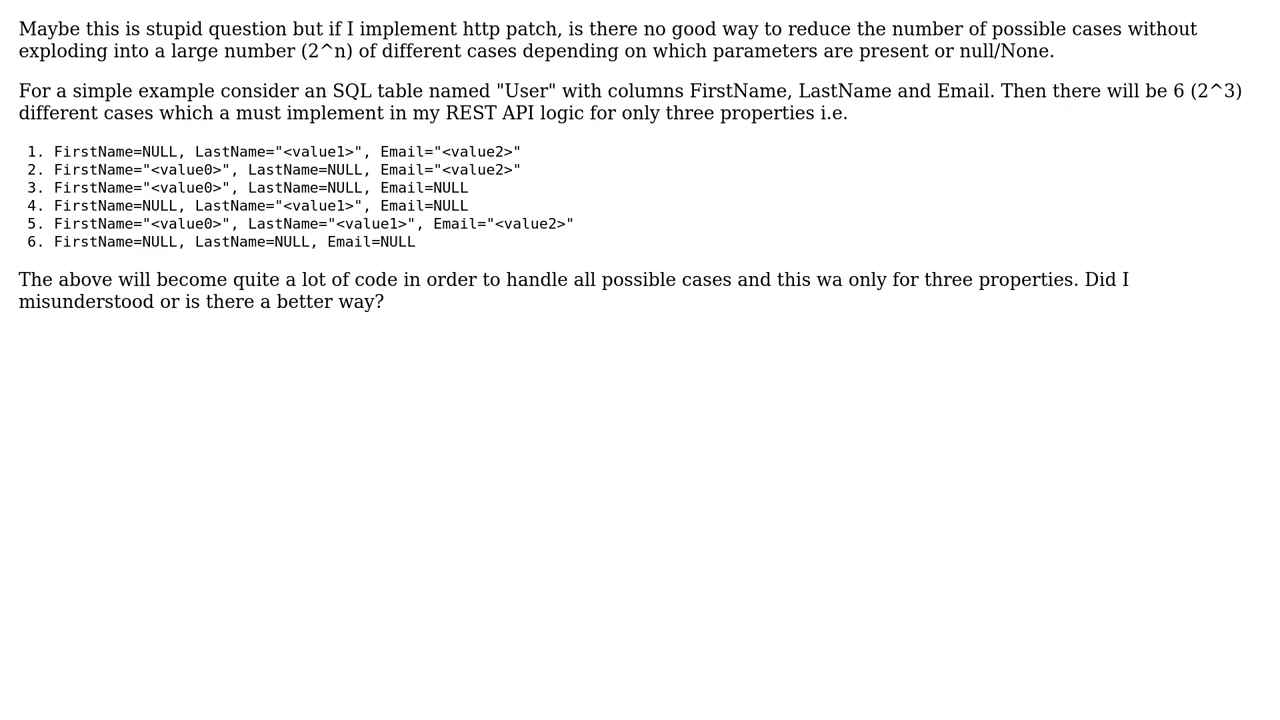 Maybe this is stupid question but if I implement http patch, is there no good way to reduce the number of possible cases without
exploding into a large number (2^n) of different cases depending on which parameters are present or null/None.
For a simple example consider an SQL table named "User" with columns FirstName, LastName and Email. Then there will be 6 (2^3)
different cases which a must implement in my REST API logic for only three properties i.e.
1. FirstName=NULL, LastName="<value1>", Email="<value2>"
2. FirstName="<value0>", LastName=NULL, Email="<value2>"
3. FirstName="<value0>", LastName=NULL, Email=NULL
4. FirstName=NULL, LastName="<value1>", Email=NULL
5. FirstName="<value0>", LastName="<value1>", Email="<value2>"
6. FirstName=NULL, LastName=NULL, Email=NULL
The above will become quite a lot of code in order to handle all possible cases and this wa only for three properties. Did I
misunderstood or is there a better way?